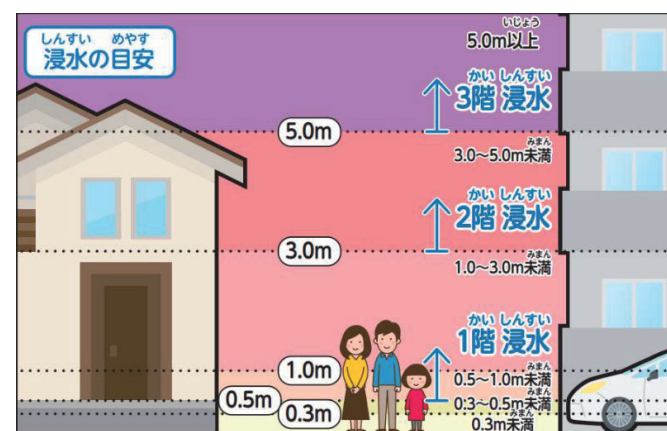 しんすい めやす
浸水の目安
いじょう
5.0m以上
かい しんすい
3階 浸水
5.0m
みまん
3.0～5.0m未満
かい しんすい
2階 浸水
3.0m
みまん
1.0～3.0m未満
かい しんすい
1階 浸水
1.0m
みまん
0.5～1.0m未満
0.5m
みまん
0.3～0.5m未満
0.3m
みまん
0.3m未満